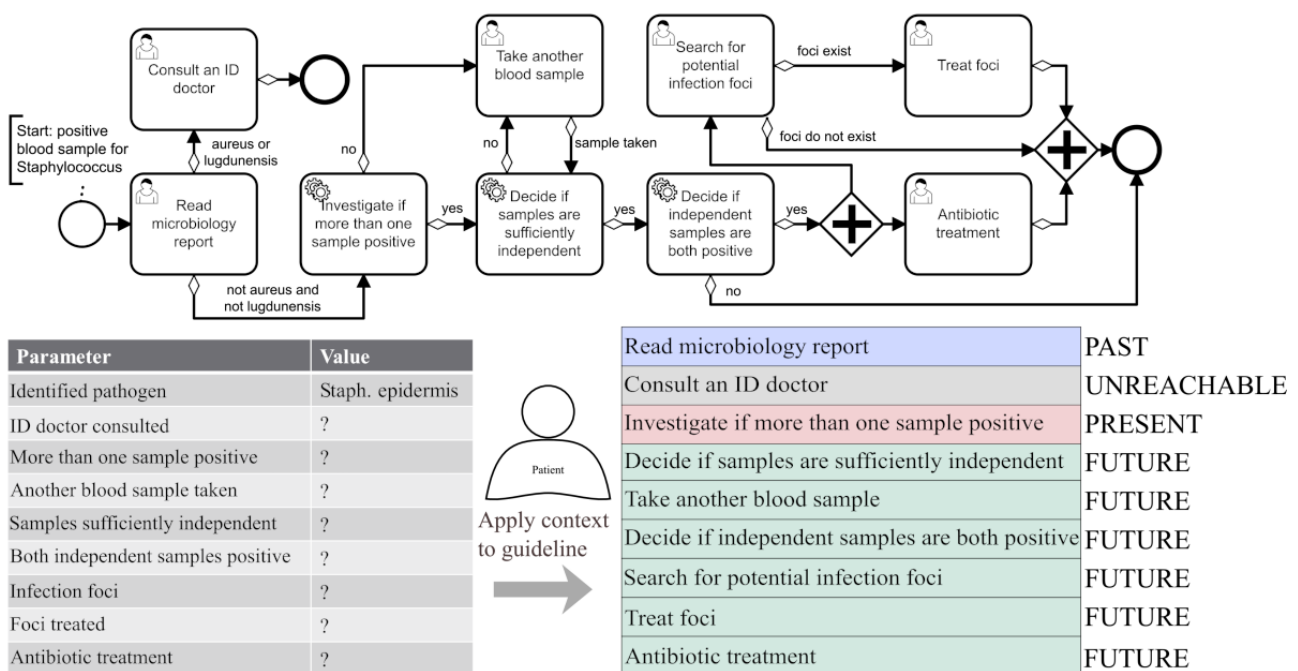 Consult an ID
doctor
Take another
blood sample
Search for
potential
infection foci
foci exist
Treat foci
Start: positive
blood sample for
Staphylococcus
aureus or
lugdunensis
no
no
sample taken
foci do not exist
Read
microbiology
report
Investigate if
more than one
sample positive
yes
Decide if
samples are
sufficiently
independent
yes
Decide if
independent
samples are
both positive
yes
Antibiotic
treatment
not aureus and
not lugdunensis
no
Parameter Value
Identified pathogen Staph. epidermis
ID doctor consulted ?
More than one sample positive ?
Another blood sample taken ?
Samples sufficiently independent ?
Both independent samples positive ?
Infection foci ?
Foci treated ?
Antibiotic treatment ?
Patient
Apply context
to guideline
Read microbiology report PAST
Consult an ID doctor UNREACHABLE
Investigate if more than one sample positive PRESENT
Decide if samples are sufficiently independent FUTURE
Take another blood sample FUTURE
Decide if independent samples are both positive FUTURE
Search for potential infection foci FUTURE
Treat foci FUTURE
Antibiotic treatment FUTURE